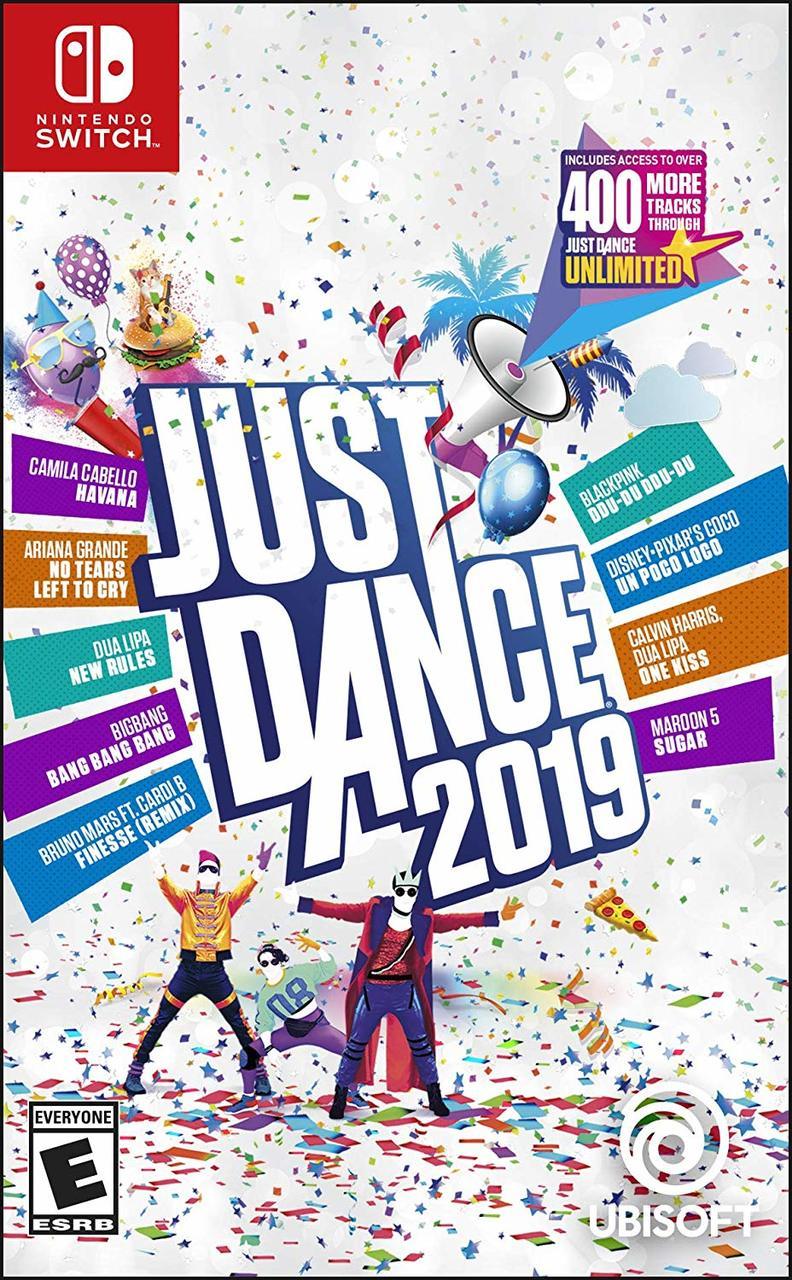 NINTENDO
SWITCH™
INCLUDES ACCESS TO OVER
400 MORE
TRACKS
THROUGH
JUST DANCE
UNLIMITED
JUST
DANCE®
2019
CAMILA CABELLO
HAVANA
ARIANA GRANDE
NO TEARS
LEFT TO CRY
DUA LIPA
NEW RULES
BIGBANG
BANG BANG BANG
BRUNO MARS FT. CARDI B
FINESSE (REMIX)
BLACKPINK
DDU-DU DDU-DU
DISNEY•PIXAR'S COCO
UN POCO LOCO
CALVIN HARRIS,
DUA LIPA
ONE KISS
MAROON 5
SUGAR
08
EVERYONE
E
ESRB
UBISOFT